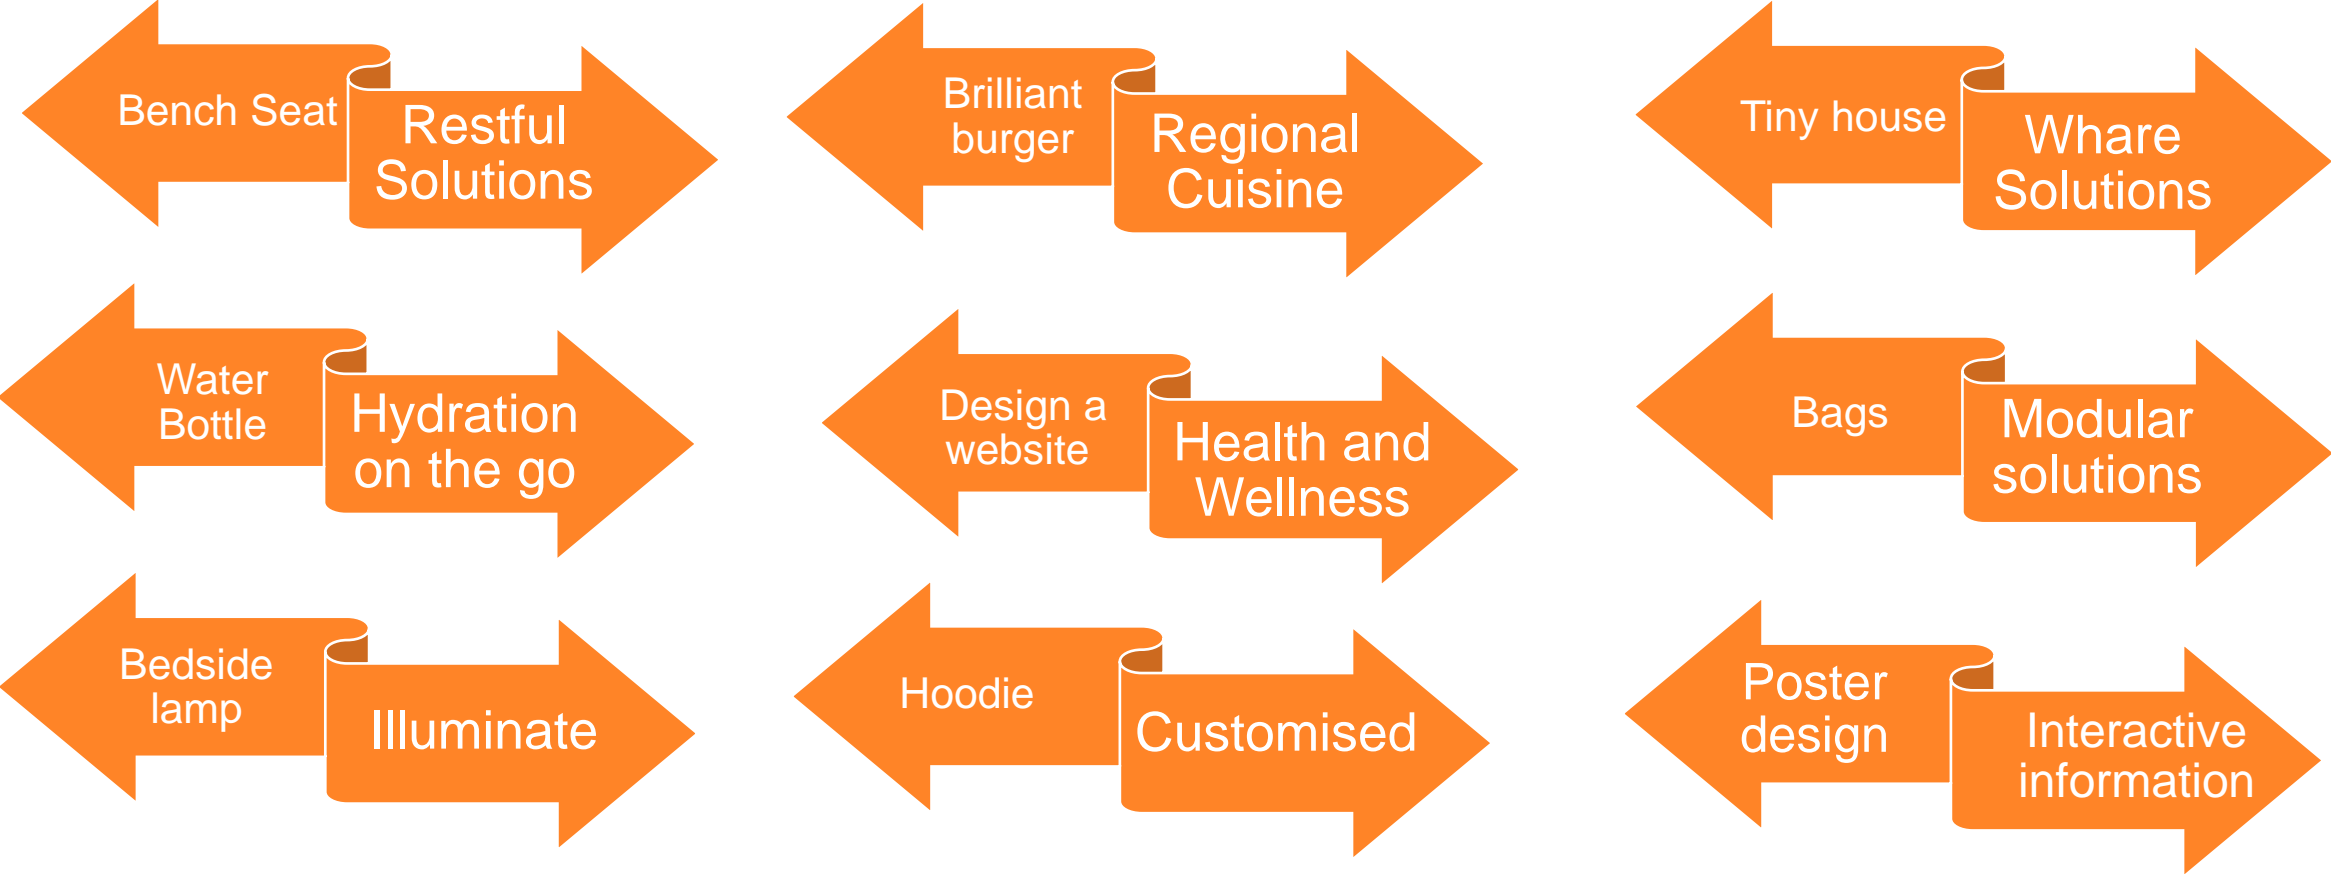 Bench Seat
Restful
Solutions
Brilliant
burger
Regional
Cuisine
Tiny house
Whare
Solutions
Water
Bottle
Hydration
on the go
Design a
website
Health and
Wellness
Bags
Modular
solutions
Bedside
lamp
Illuminate
Hoodie
Customised
Poster
design
Interactive
information